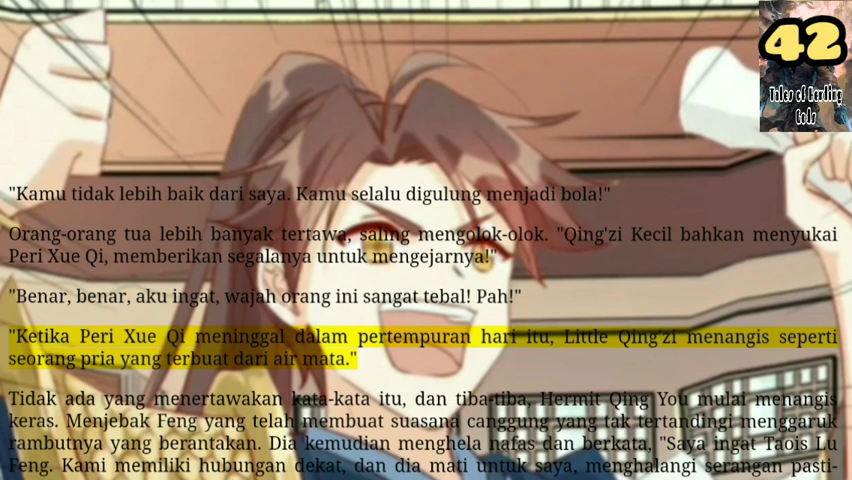 42
Tales of Herding
Gods
"Kamu tidak lebih baik dari saya. Kamu selalu digulung menjadi bola!"
Orang-orang tua lebih banyak tertawa, saling mengolok-olok. "Qing'zi Kecil bahkan menyukai
Peri Xue Qi, memberikan segalanya untuk mengejarnya!"
"Benar, benar, aku ingat, wajah orang ini sangat tebal! Pah!"
"Ketika Peri Xue Qi meninggal dalam pertempuran hari itu, Little Qing'zi menangis seperti
seorang pria yang terbuat dari air mata."
Tidak ada yang menertawakan kata-kata itu, dan tiba-tiba, Hermit Qing You mulai menangis
keras. Menjebak Feng yang telah membuat suasana canggung yang tak tertandingi menggaruk
rambutnya yang berantakan. Dia kemudian menghela nafas dan berkata, "Saya ingat Taois Lu
Feng. Kami memiliki hubungan dekat, dan dia mati untuk saya, menghalangi serangan pasti-